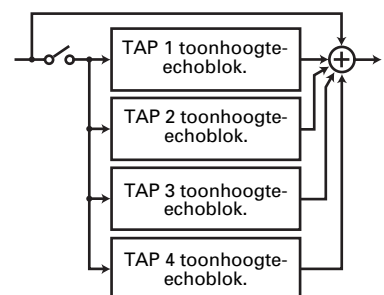 TAP 1 toonhoogte-
echoblok.
TAP 2 toonhoogte-
echoblok.
TAP 3 toonhoogte-
echoblok.
TAP 4 toonhoogte-
echoblok.